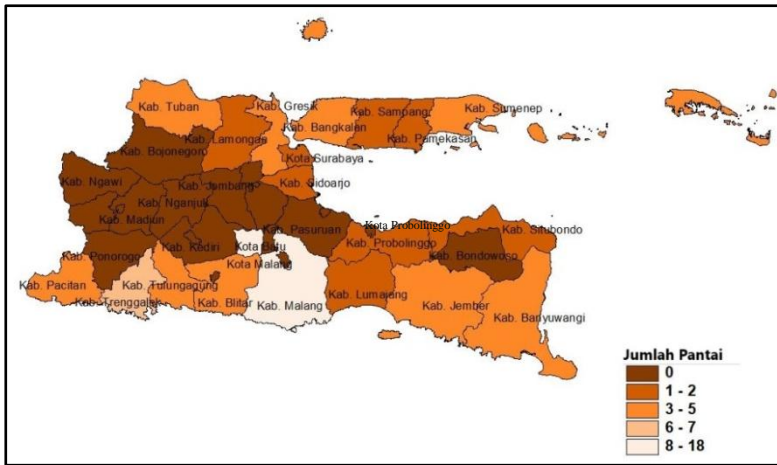 Kab. Tuban
Kab. Gresik
Kab. Lamongan
Kab. Bangkalan
Kab. Sampang
Kab. Sumenep
Kab. Pamekasan
Kab. Bojonegoro
Kota Surabaya
Kab. Ngawi
Kab. Jombang
Kab. Sidoarjo
Kab. Nganjuk
Kab. Madiun
Kab. Pasuruan
Kota Probolinggo
Kab. Situbondo
Kab. Ponorogo
Kab. Kediri
Kota Batu
Kab. Probolinggo
Kab. Bondowoso
Kota Malang
Kab. Pacitan
Kab. Tulungagung
Kab. Trenggalek
Kab. Blitar
Kab. Malang
Kab. Lumajang
Kab. Jember
Kab. Banyuwangi
Jumlah Pantai
0
1 - 2
3 - 5
6 - 7
8 - 18